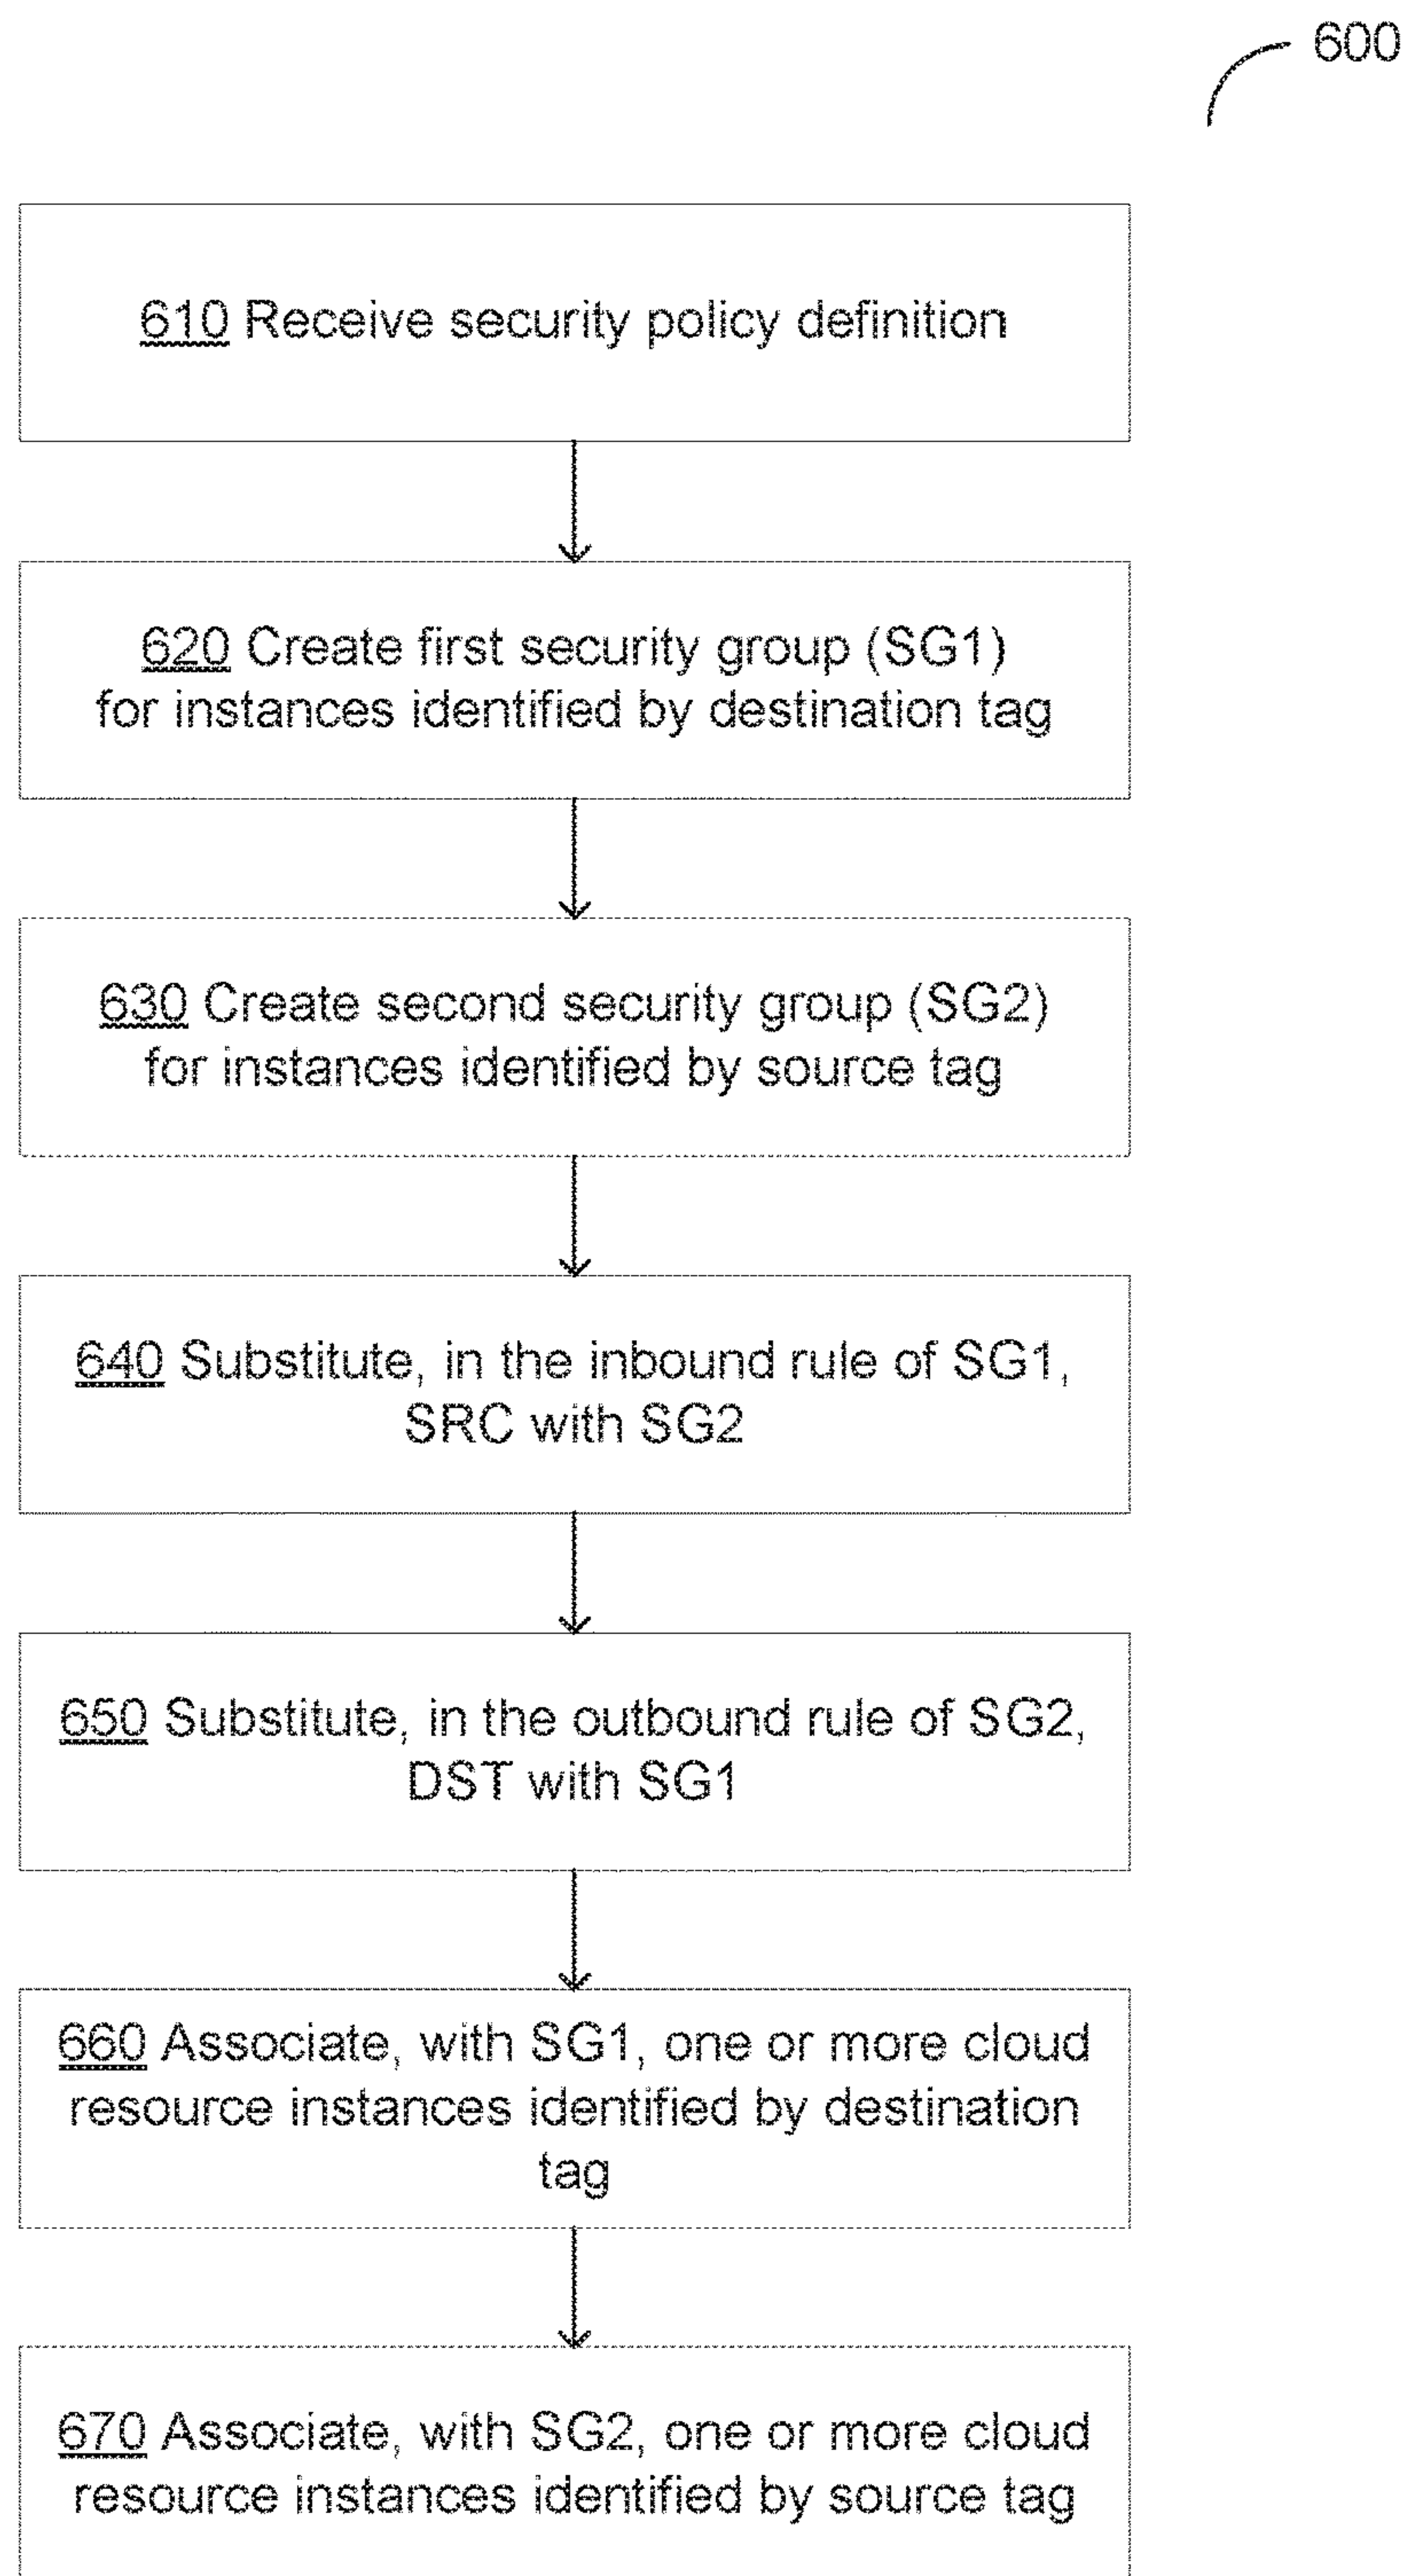 600
610 Receive security policy definition
620 Create first security group (SG1)
for instances identified by destination tag
630 Create second security group (SG2)
for instances identified by source tag
640 Substitute, in the inbound rule of SG1,
SRC with SG2
650 Substitute, in the outbound rule of SG2,
DST with SG1
660 Associate, with SG1, one or more cloud
resource instances identified by destination
tag
670 Associate, with SG2, one or more cloud
resource instances identified by source tag